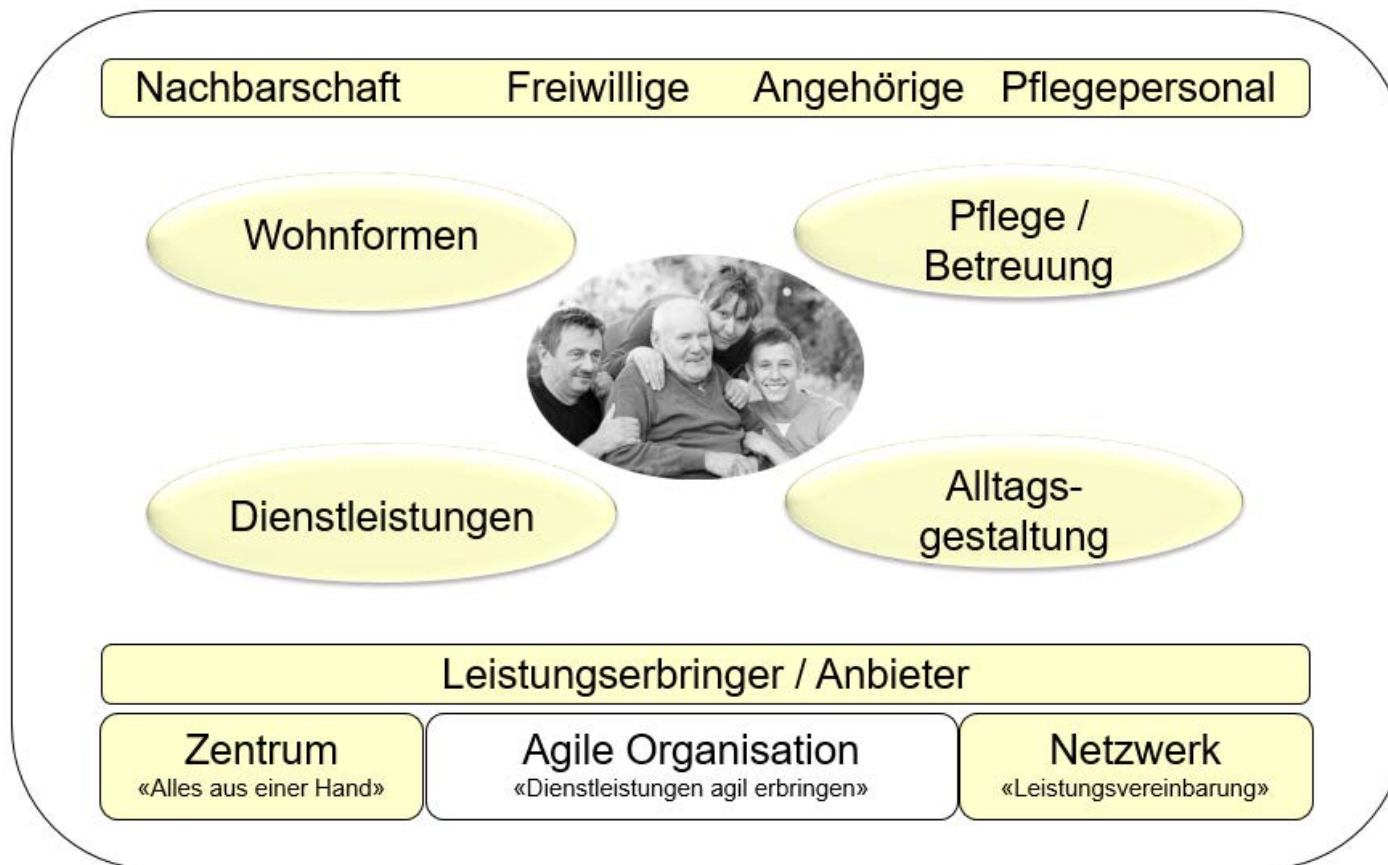 Nachbarschaft Freiwillige Angehörige Pflegepersonal
Wohnformen
Pflege /
Betreuung
Dienstleistungen
Alltags-
gestaltung
Leistungserbringer / Anbieter
Zentrum
«Alles aus einer Hand»
Agile Organisation
«Dienstleistungen agil erbringen»
Netzwerk
«Leistungsvereinbarung»